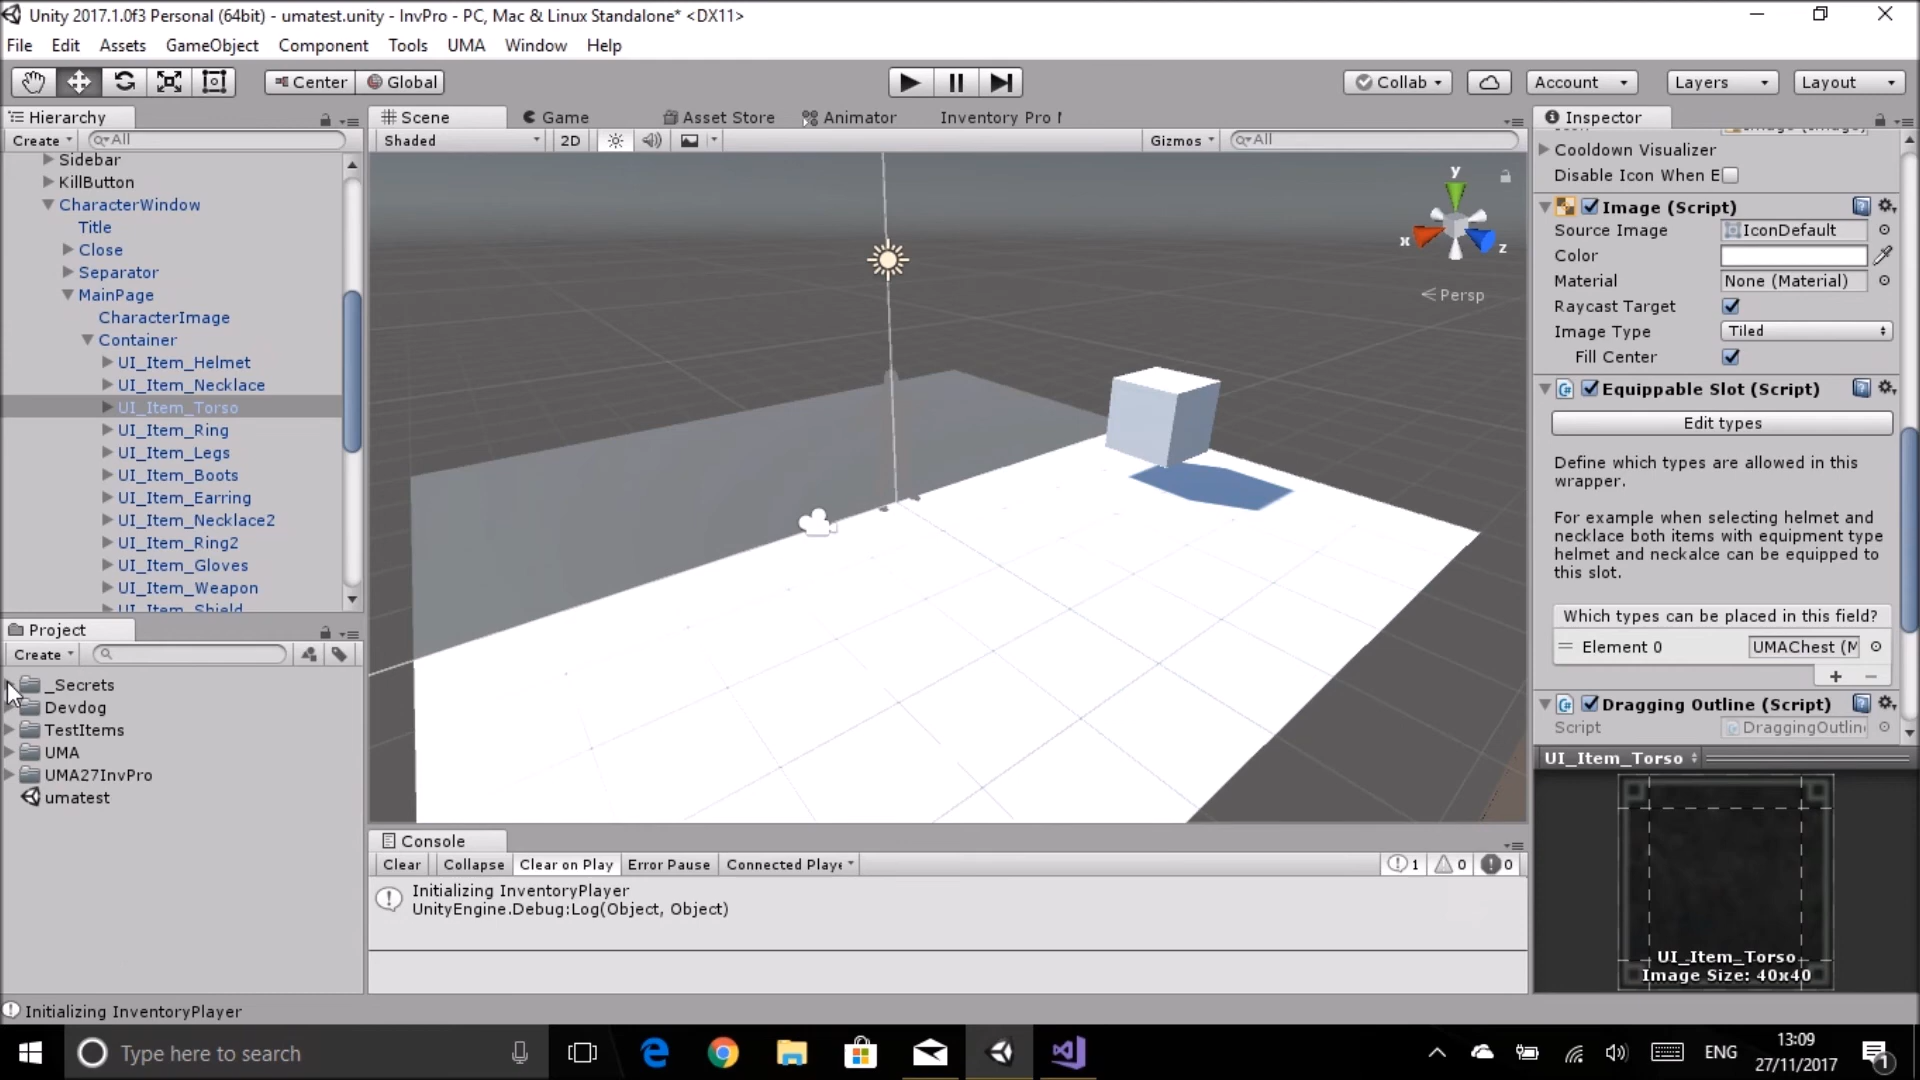 Unity 2017.1.0f3 Personal (64bit) - umatest.unity - InvPro - PC, Mac & Linux Standalone* <DX11>
File Edit Assets GameObject Component Tools UMA Window Help
Center Global Collab Account Layers Layout
Hierarchy
Create All
Sidebar
KillButton
CharacterWindow
Title
Close
Separator
MainPage
CharacterImage
Container
UI_Item_Helmet
UI_Item_Necklace
UI_Item_Torso
UI_Item_Ring
UI_Item_Legs
UI_Item_Boots
UI_Item_Earring
UI_Item_Necklace2
UI_Item_Ring2
UI_Item_Gloves
UI_Item_Weapon
UI_Item_Shield
Project
Create
_Secrets
Devdog
TestItems
UMA
UMA27InvPro
umatest
Scene Game Asset Store Animator Inventory Pro
Shaded 2D Gizmos All
y
x
z
Persp
Console
Clear Collapse Clear on Play Error Pause Connected Playe 1 0 0
Initializing InventoryPlayer
UnityEngine.Debug:Log(Object, Object)
Inspector
Cooldown Visualizer
Disable Icon When E
Image (Script)
Source Image IconDefault
Color
Material None (Material)
Raycast Target
Image Type Tiled
Fill Center
Equippable Slot (Script)
Edit types
Define which types are allowed in this
wrapper.
For example when selecting helmet and
necklace both items with equipment type
helmet and neckalce can be equipped to
this slot.
Which types can be placed in this field?
Element 0 UMAChest (M
+ −
Dragging Outline (Script)
Script DraggingOutlin
UI_Item_Torso
UI_Item_Torso
Image Size: 40x40
Initializing InventoryPlayer
Type here to search
ENG
13:09
27/11/2017
1